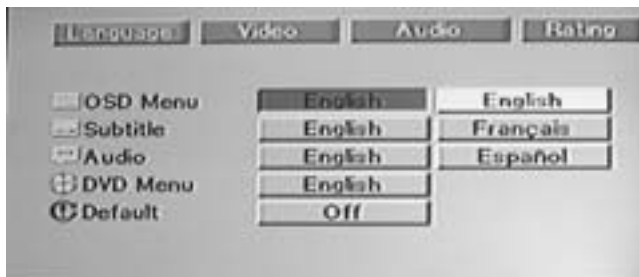 Language Video Audio Rating
OSD Menu English English
Subtitle English Français
Audio English Español
DVD Menu English
Default Off